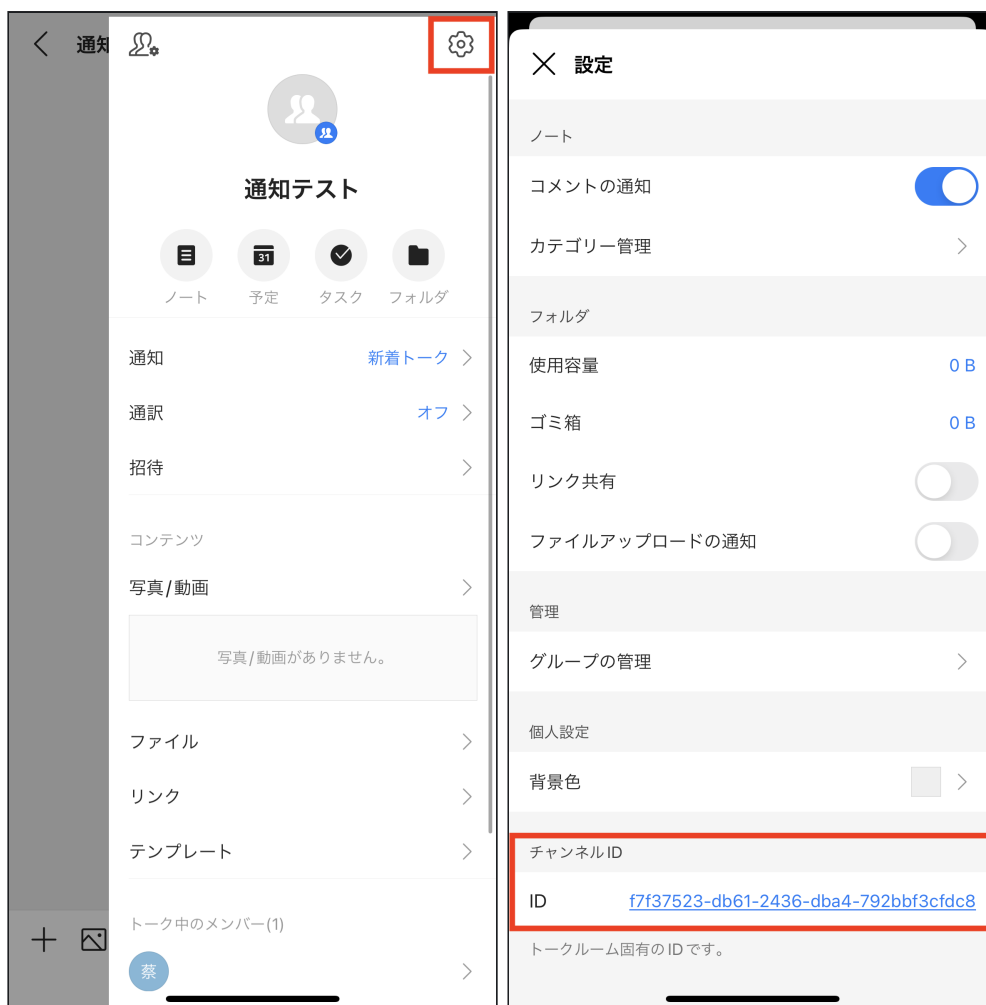 通知
通知テスト
31
ノート
予定
タスク
フォルダ
通知
新着トーク
通訳
オフ
招待
コンテンツ
写真/動画
写真/動画がありません。
ファイル
リンク
テンプレート
トーク中のメンバー(1)
蔡
設定
ノート
コメントの通知
カテゴリー管理
フォルダ
使用容量
0 B
ゴミ箱
0 B
リンク共有
ファイルアップロードの通知
管理
グループの管理
個人設定
背景色
チャンネルID
ID
f7f37523-db61-2436-dba4-792bbf3cfdc8
トークルーム固有のIDです。